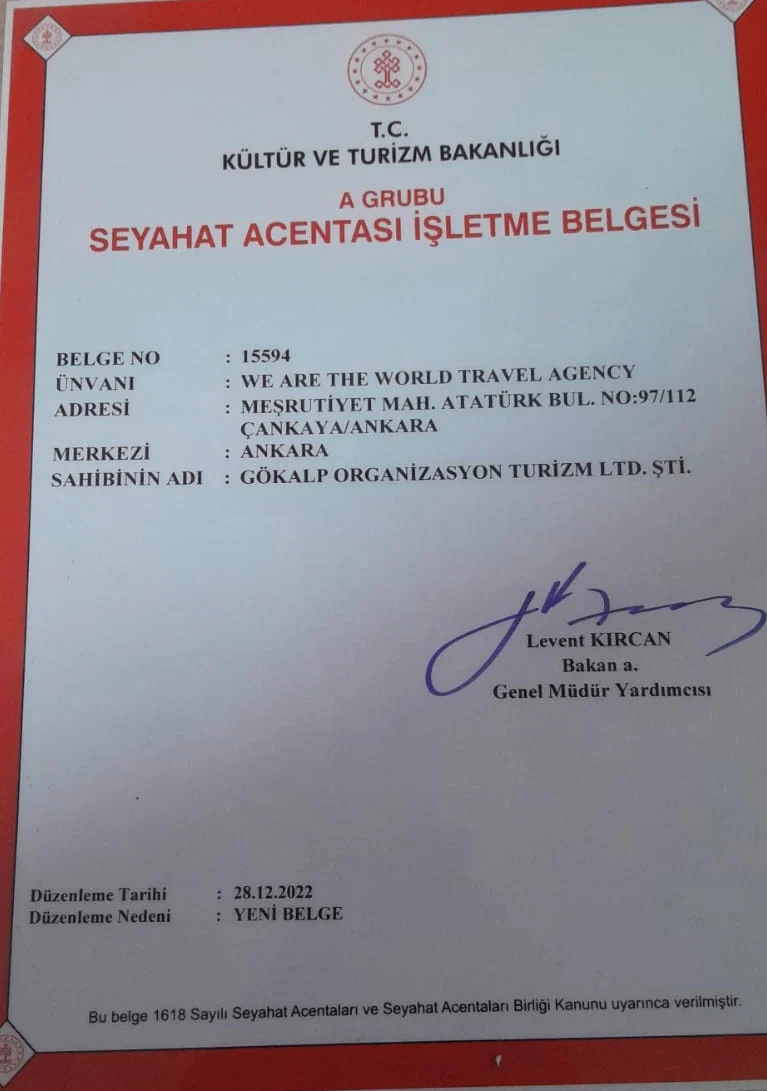 T.C.
KÜLTÜR VE TURİZM BAKANLIĞI
A GRUBU
SEYAHAT ACENTASI İŞLETME BELGESİ
BELGE NO : 15594
ÜNVANI : WE ARE THE WORLD TRAVEL AGENCY
ADRESİ : MEŞRUTİYET MAH. ATATÜRK BUL. NO:97/112
ÇANKAYA/ANKARA
MERKEZİ : ANKARA
SAHİBİNİN ADI : GÖKALP ORGANİZASYON TURİZM LTD. ŞTİ.
Levent KIRCAN
Bakan a.
Genel Müdür Yardımcısı
Düzenleme Tarihi : 28.12.2022
Düzenleme Nedeni : YENİ BELGE
Bu belge 1618 Sayılı Seyahat Acentaları ve Seyahat Acentaları Birliği Kanunu uyarınca verilmiştir.